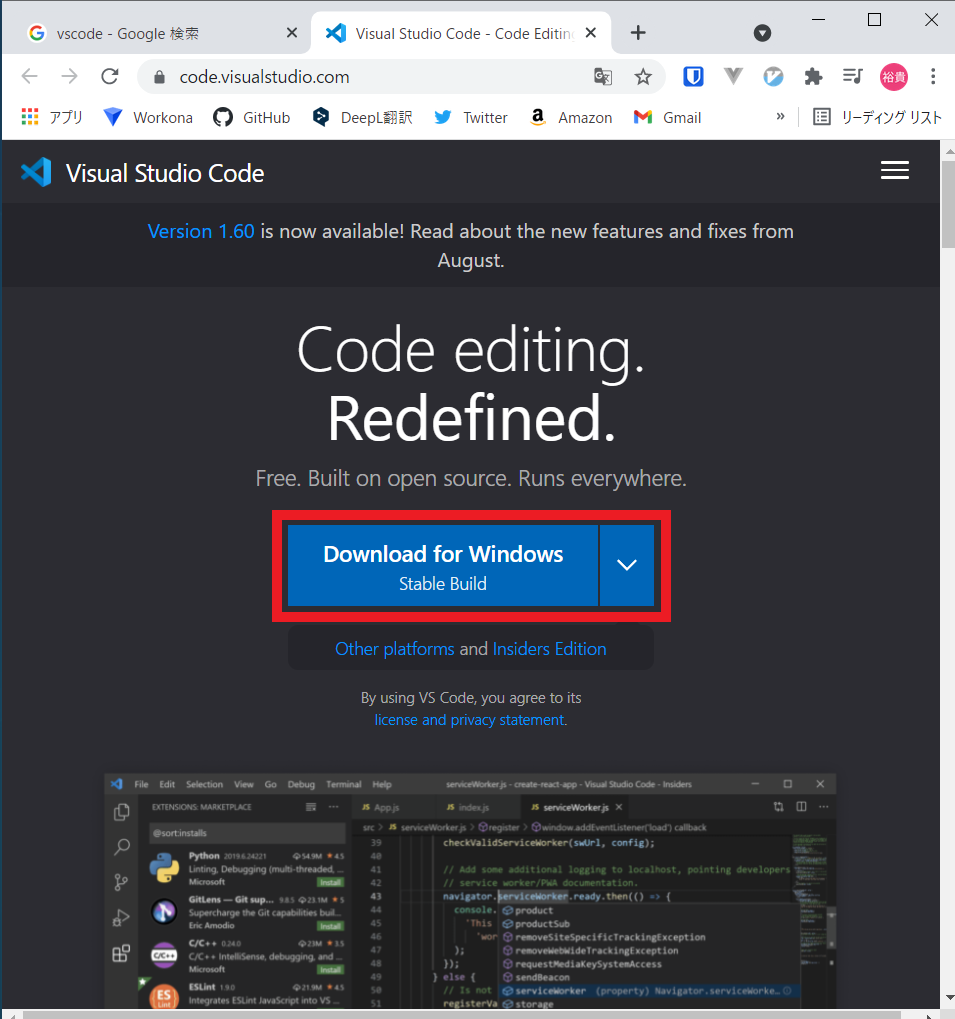 vscode - Google 検索
Visual Studio Code - Code Editin
code.visualstudio.com
裕貴
アプリ Workona GitHub DeepL翻訳 Twitter Amazon Gmail » リーディング リスト
Visual Studio Code
Version 1.60 is now available! Read about the new features and fixes from
August.
Code editing.
Redefined.
Free. Built on open source. Runs everywhere.
Download for Windows
Stable Build
Other platforms and Insiders Edition
By using VS Code, you agree to its
license and privacy statement.
File Edit Selection View Go Debug Terminal Help serviceWorker.js - create-react-app - Visual Studio Code - Insiders
EXTENSIONS: MARKETPLACE
@sort:installs
Python 2019.6.24221 54.9M ★ 4.5
Linting, Debugging (multi-threaded, ...
Microsoft Install
GitLens — Git sup... 9.8.5 23.1M ★ 5
Supercharge the Git capabilities buil...
Eric Amodio Install
C/C++ 0.24.0 23M ★ 3.5
C/C++ IntelliSense, debugging, and ...
Microsoft Install
ESLint 1.9.0 21.9M ★ 4.5
Integrates ESLint JavaScript into VS ...
JS App.js JS index.js JS serviceWorker.js
src > JS serviceWorker.js > register > window.addEventListener('load') callback
39 checkValidServiceWorker(swUrl, config);
40
41 // Add some additional logging to localhost, pointing developers
42 // service worker/PWA documentation.
43 navigator.serviceWorker.ready.then(() => {
44 console. product
45 'This productSub
46 'wor removeSiteSpecificTrackingException
47 ); removeWebWideTrackingException
48 }); requestMediaKeySystemAccess
49 } else { sendBeacon
50 // Is not serviceWorker (property) Navigator.serviceWorke...
51 registerVa storage